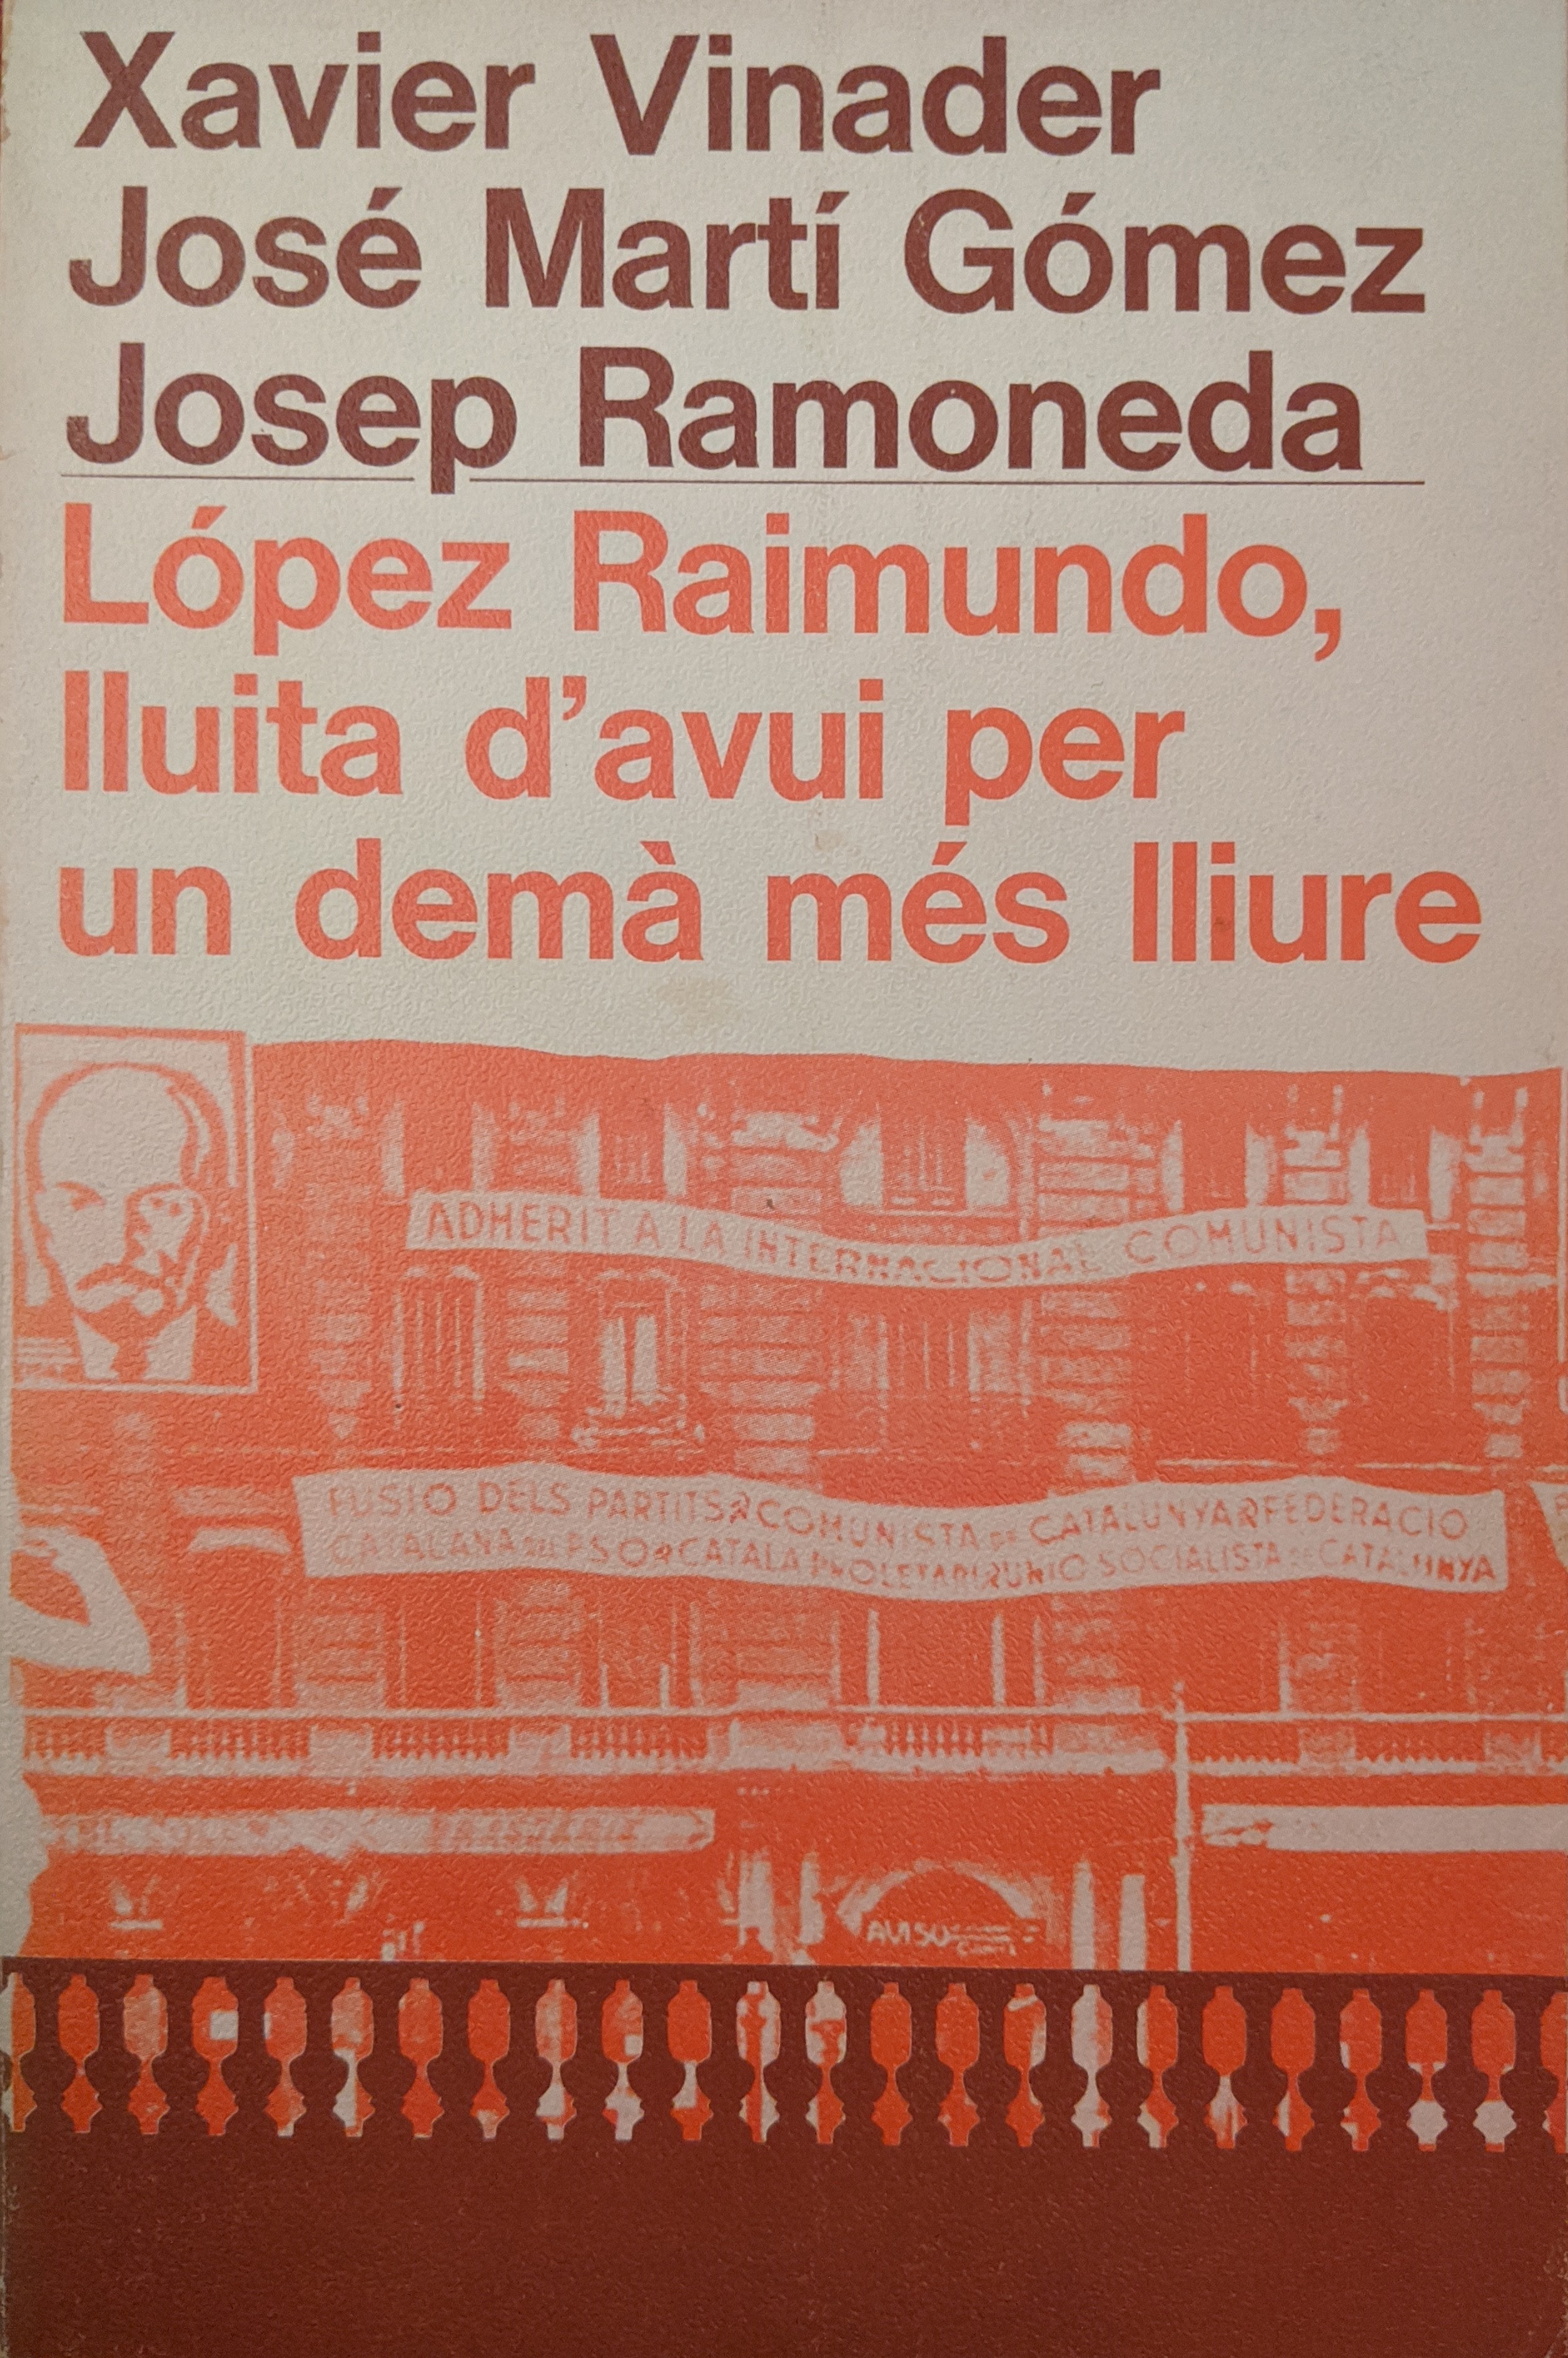 Xavier Vinader
José Martí Gómez
Josep Ramoneda
López Raimundo,
lluita d'avui per
un demà més lliure
ADHERIT A LA INTERNACIONAL COMUNISTA
FUSIO DELS PARTITS COMUNISTA DE CATALUNYA FEDERACIO
CATALANA DEL PSO CATALA PROLETARI UNIO SOCIALISTA DE CATALUNYA
AVISO